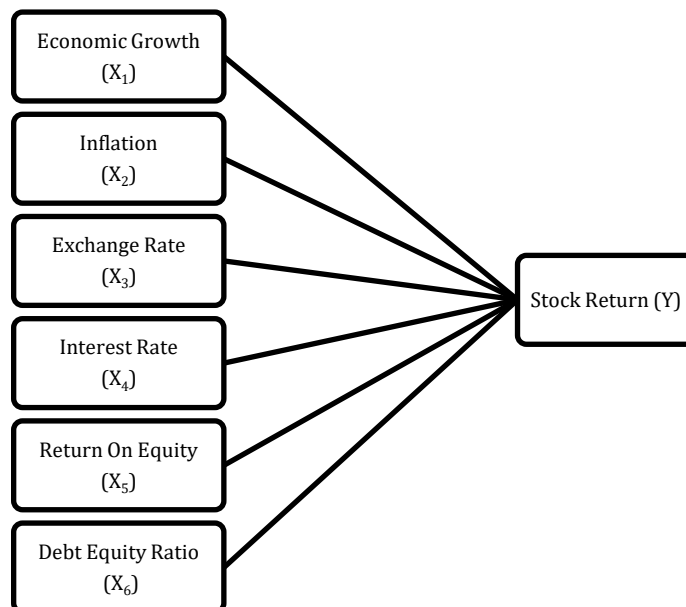 Economic Growth
(X₁)
Inflation
(X₂)
Exchange Rate
(X₃)
Stock Return (Y)
Interest Rate
(X₄)
Return On Equity
(X₅)
Debt Equity Ratio
(X₆)